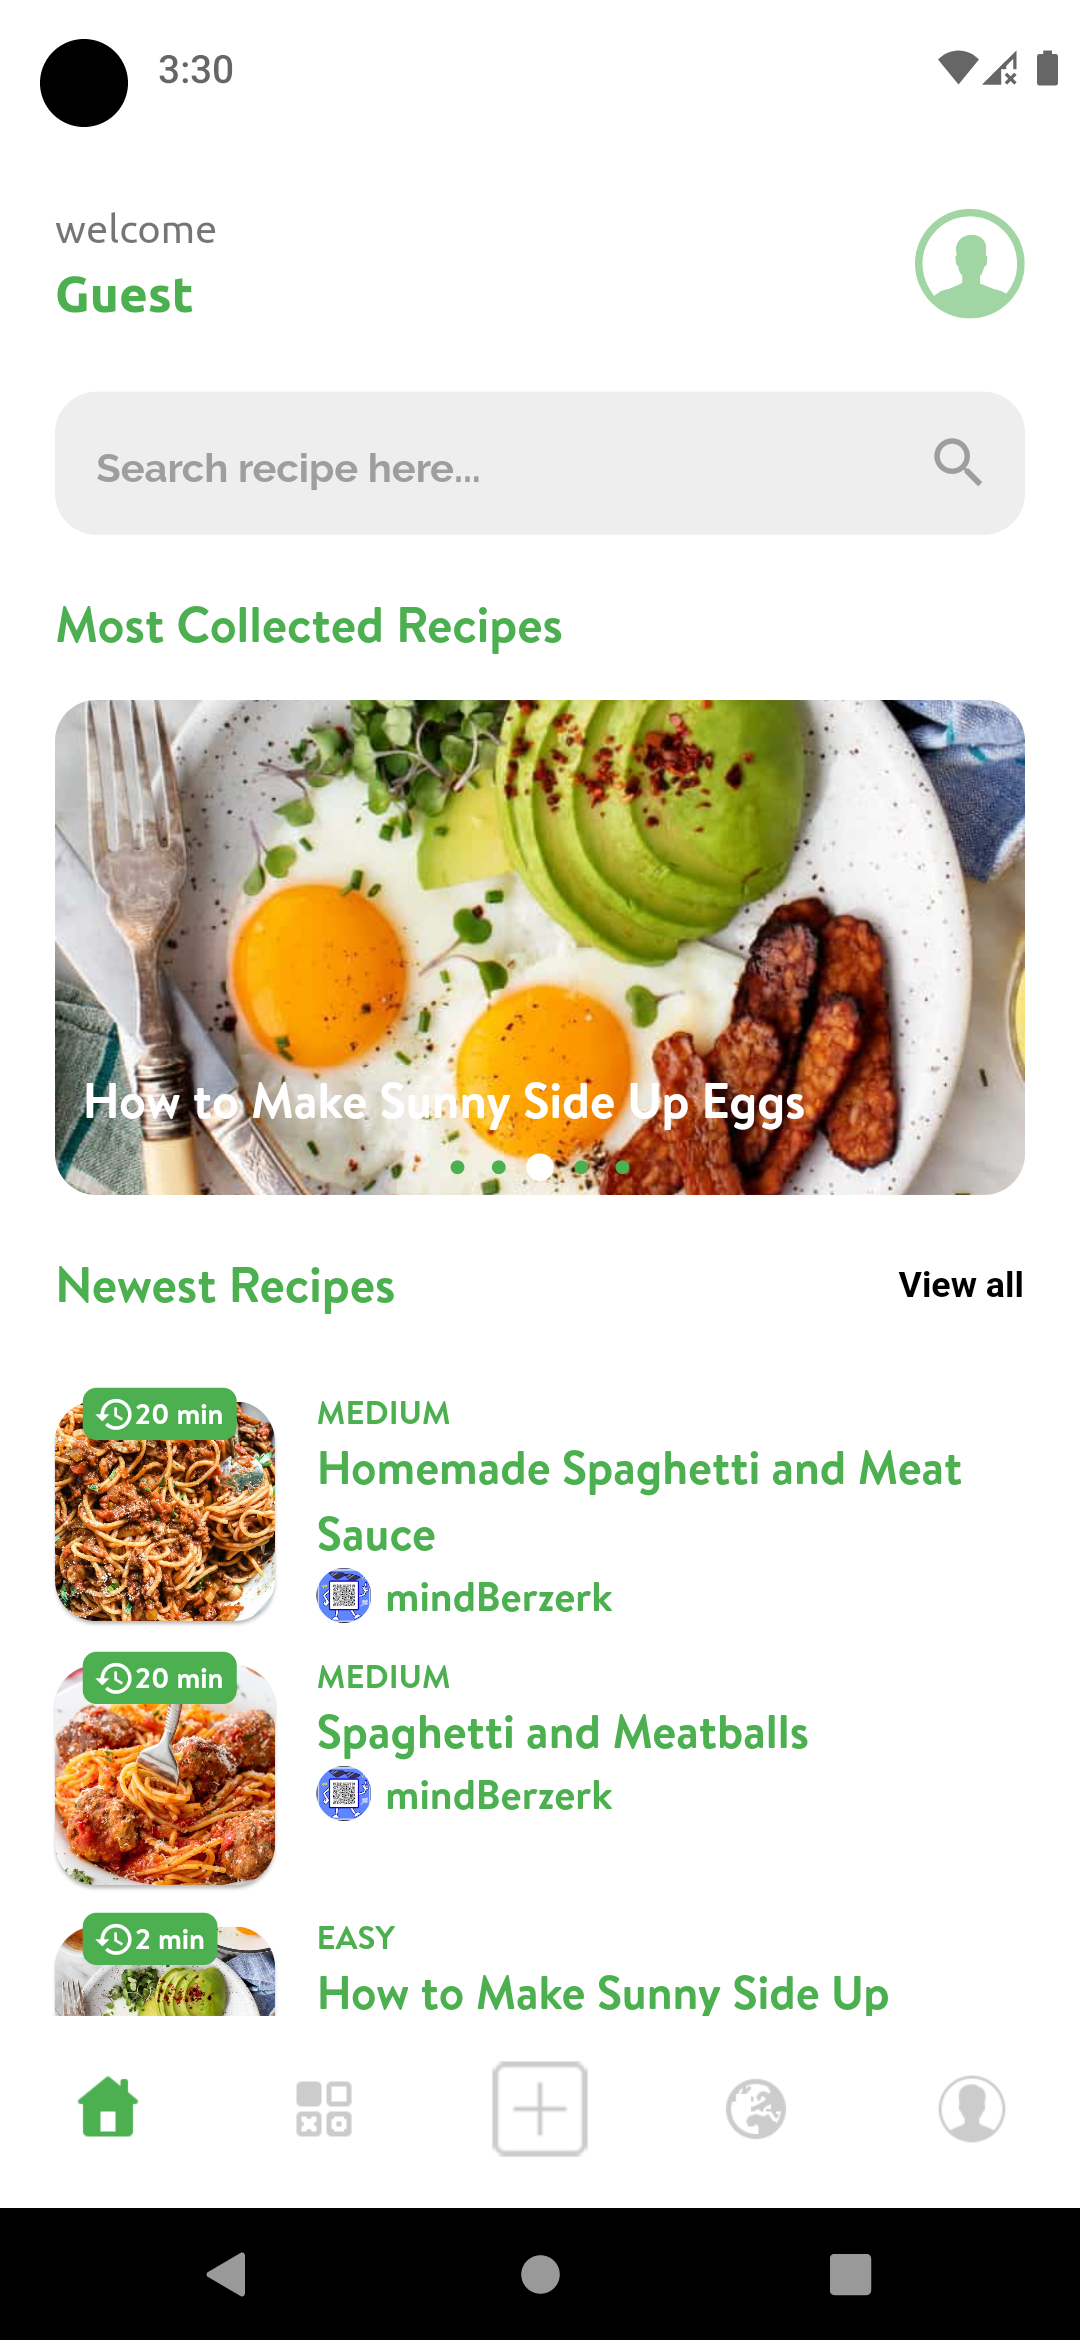 3:30
welcome
Guest
Search recipe here...
Most Collected Recipes
How to Make Sunny Side Up Eggs
Newest Recipes
View all
20 min
MEDIUM
Homemade Spaghetti and Meat
Sauce
mindBerzerk
20 min
MEDIUM
Spaghetti and Meatballs
mindBerzerk
2 min
EASY
How to Make Sunny Side Up